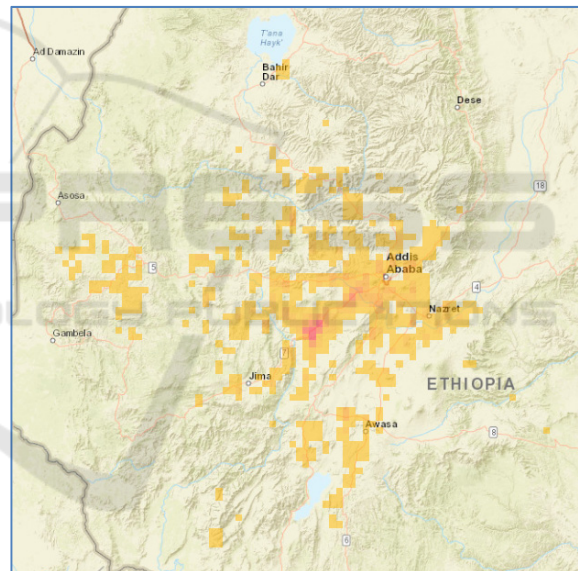 T'ana
Hayk'
Ad Damazin
Bahir
Dar
Dese
18
Asosa
5
Addis
Ababa
4
Nazret
Gambela
7
Jima
ETHIOPIA
Awasa
8
6